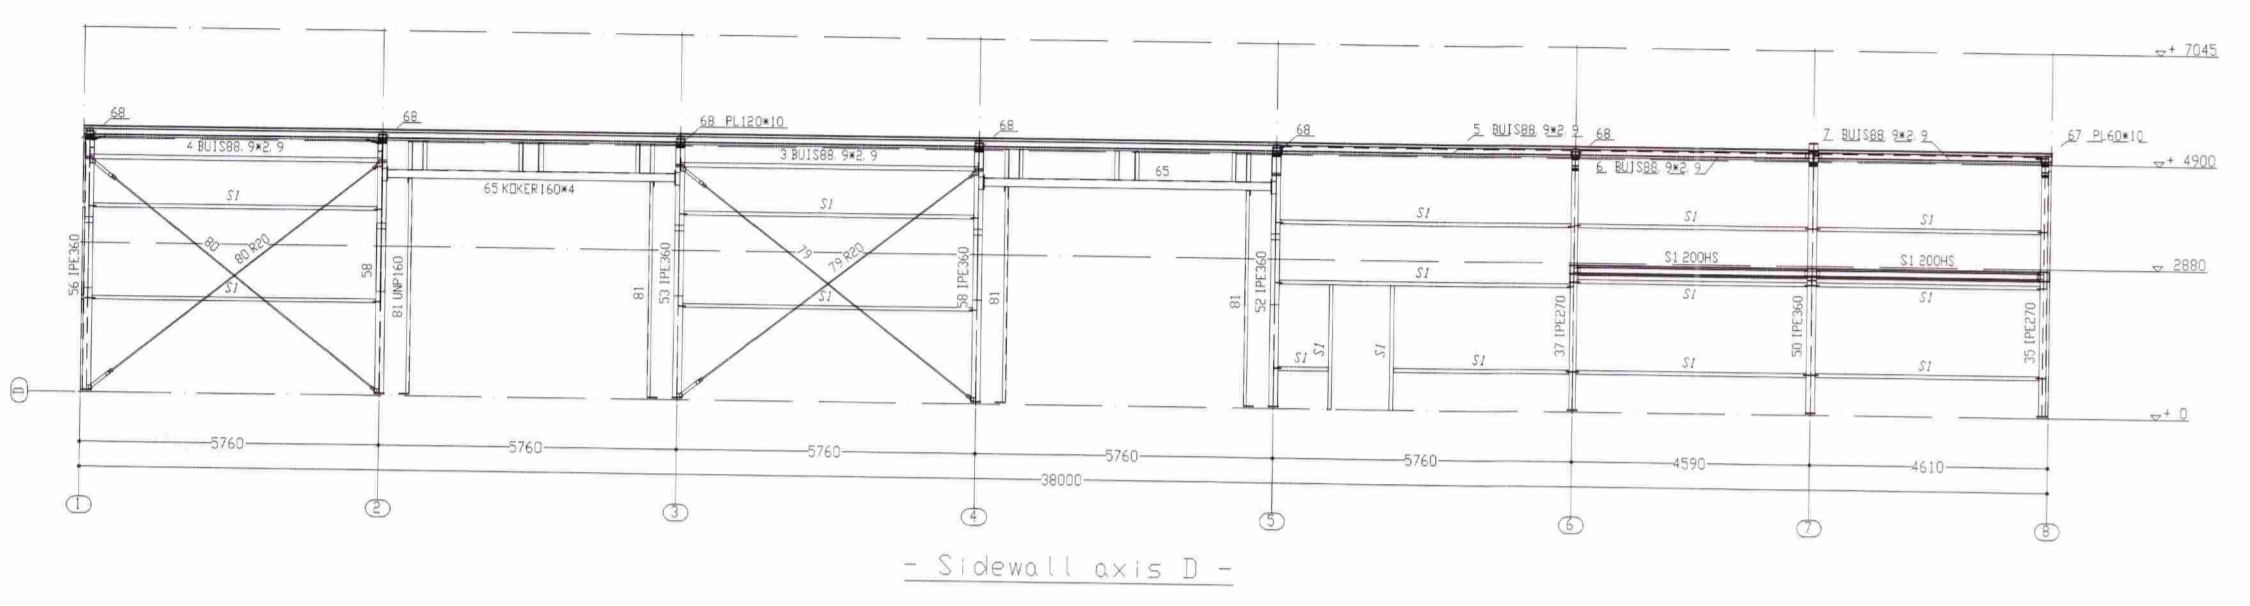 ▽+ 7045
68
68
68 PL120*10
68
68
5 BUIS88.9*2.9
68
7 BUIS88.9*2.9
67 PL60*10
4 BUIS88.9*2.9
3 BUIS88.9*2.9
6 BUIS88.9*2.9
▽+ 4900
65 KOKER160*4
65
S1
S1
S1
S1
S1
80
80 R20
79
79 R20
S1 200HS
S1 200HS
▽ 2880
56 IPE360
58
81 UNP160
81
53 IPE360
58 IPE360
81
81
52 IPE360
S1
S1
S1
S1
S1
37 IPE270
50 IPE360
35 IPE270
S1
S1
S1
S1
S1
S1
D
▽+ 0
5760
5760
5760
5760
5760
4590
4610
38000
1
2
3
4
5
6
7
8
- Sidewall axis D -